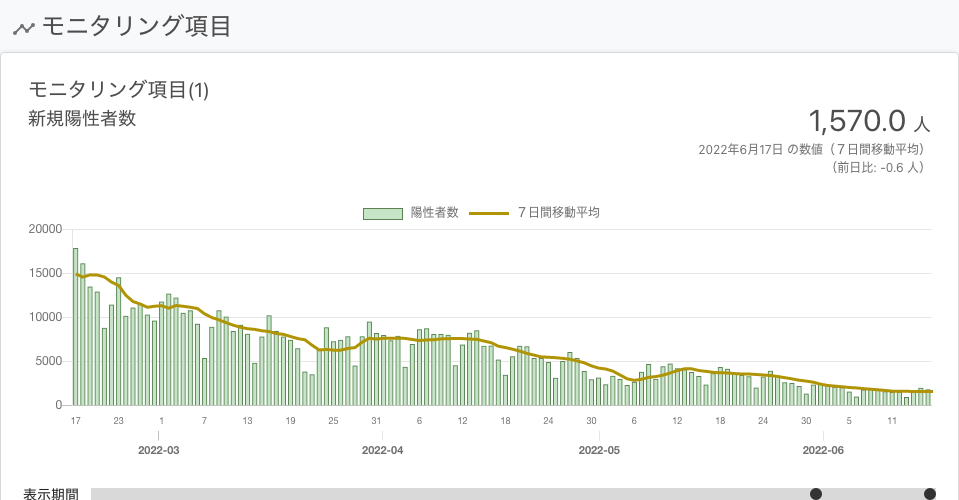 モニタリング項目
モニタリング項目(1)
新規陽性者数
1,570.0 人
2022年6月17日 の数値（７日間移動平均）
（前日比: -0.6 人）
陽性者数 ７日間移動平均
20000
15000
10000
5000
0
17 23 1 7 13 19 25 31 6 12 18 24 30 6 12 18 24 30 5 11
2022-03 2022-04 2022-05 2022-06
表示期間